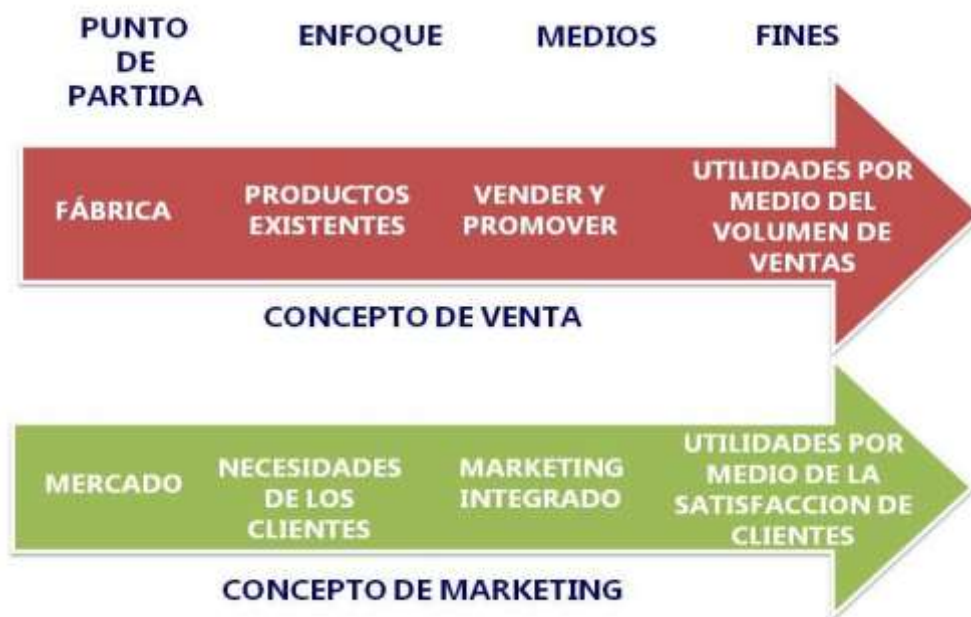 PUNTO
DE
PARTIDA
ENFOQUE
MEDIOS
FINES
FÁBRICA
PRODUCTOS
EXISTENTES
VENDER Y
PROMOVER
UTILIDADES POR
MEDIO DEL
VOLUMEN DE
VENTAS
CONCEPTO DE VENTA
MERCADO
NECESIDADES
DE LOS
CLIENTES
MARKETING
INTEGRADO
UTILIDADES POR
MEDIO DE LA
SATISFACCION DE
CLIENTES
CONCEPTO DE MARKETING